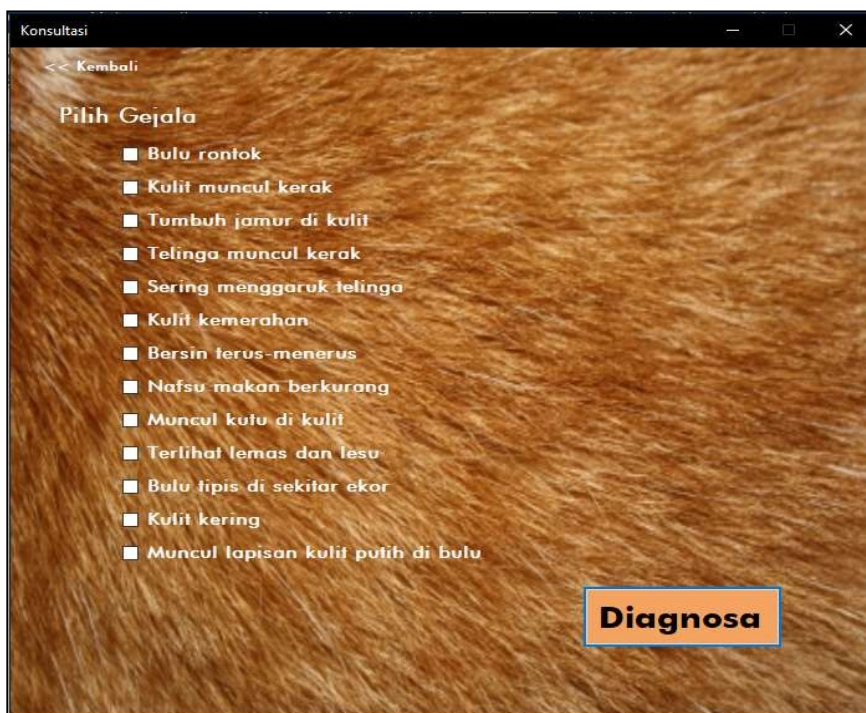 Konsultasi
<< Kembali
Pilih Gejala
Bulu rontok
Kulit muncul kerak
Tumbuh jamur di kulit
Telinga muncul kerak
Sering menggaruk telinga
Kulit kemerahan
Bersin terus-menerus
Nafsu makan berkurang
Muncul kutu di kulit
Terlihat lemas dan lesu
Bulu tipis di sekitar ekor
Kulit kering
Muncul lapisan kulit putih di bulu
Diagnosa